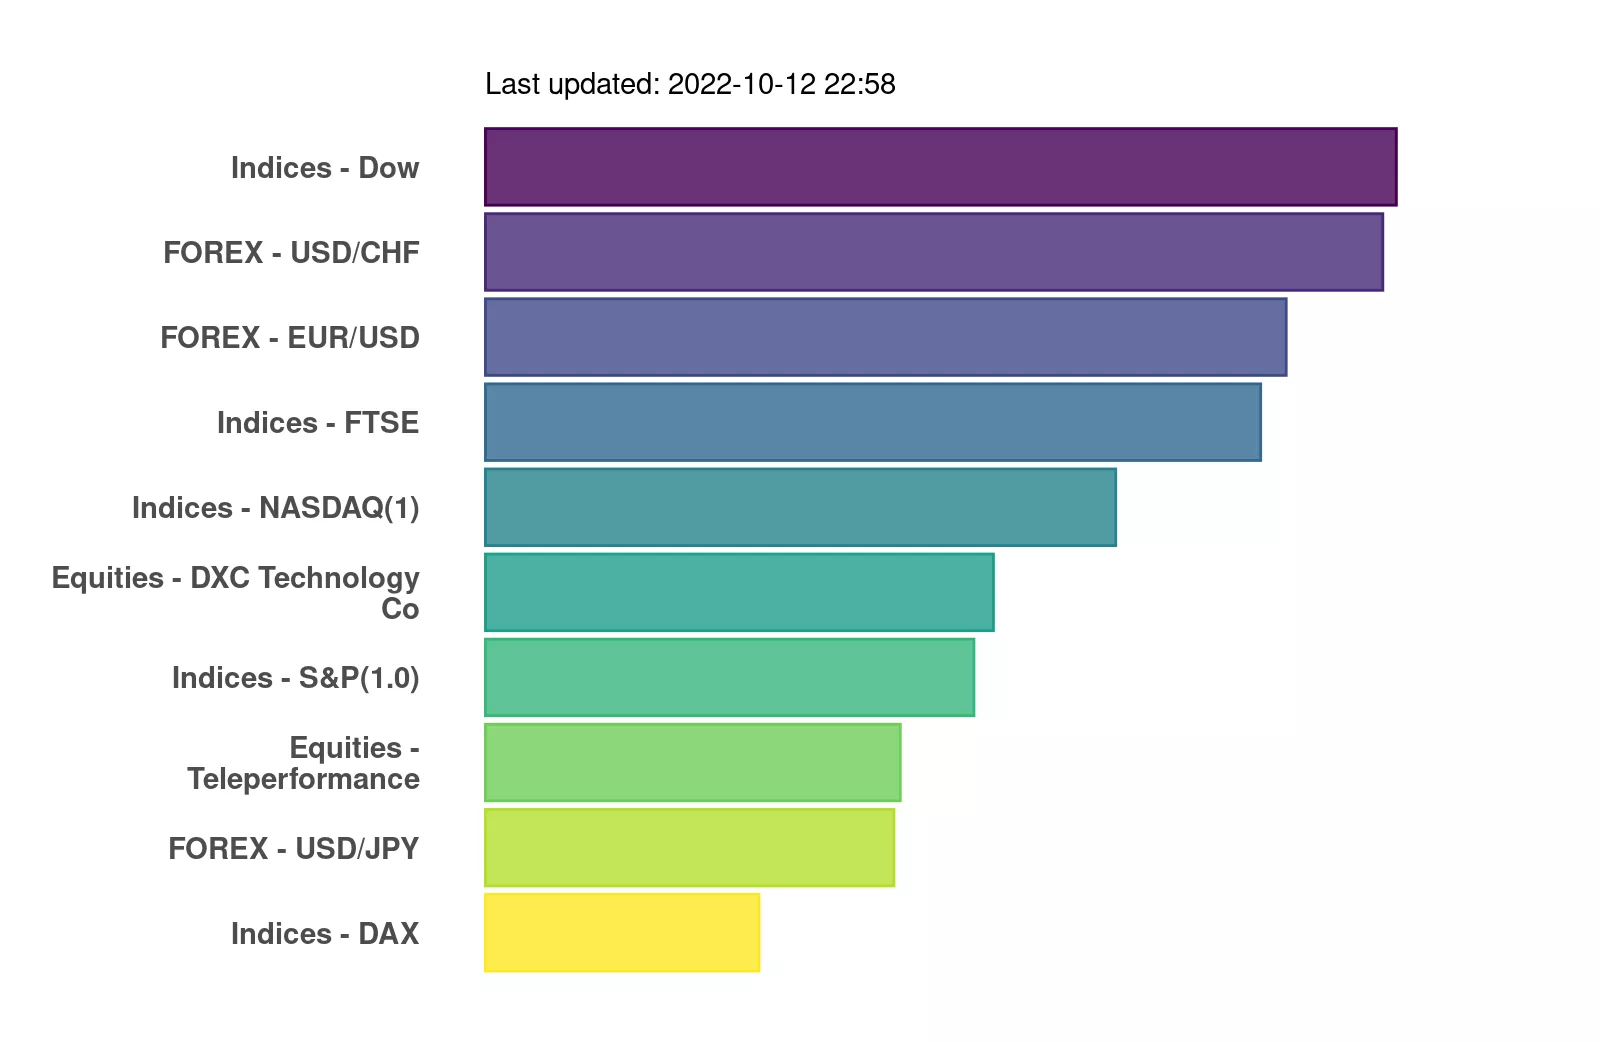 Last updated: 2022-10-12 22:58
Indices - Dow
FOREX - USD/CHF
FOREX - EUR/USD
Indices - FTSE
Indices - NASDAQ(1)
Equities - DXC Technology
Co
Indices - S&P(1.0)
Equities -
Teleperformance
FOREX - USD/JPY
Indices - DAX